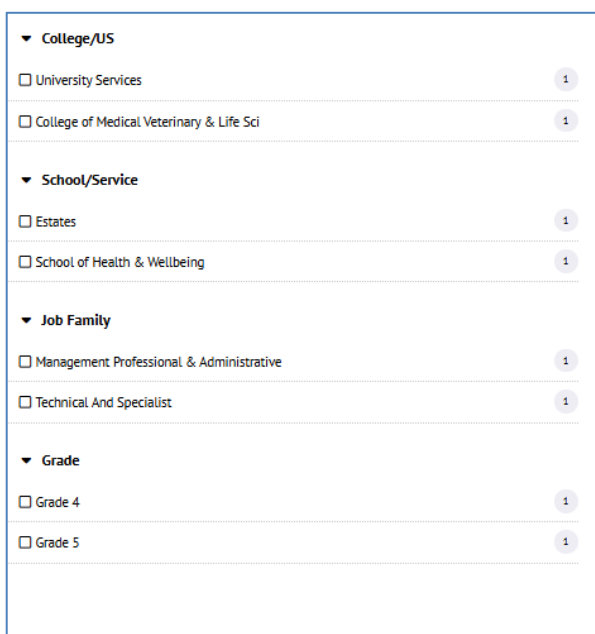 College/US
University Services 1
College of Medical Veterinary & Life Sci 1
School/Service
Estates 1
School of Health & Wellbeing 1
Job Family
Management Professional & Administrative 1
Technical And Specialist 1
Grade
Grade 4 1
Grade 5 1